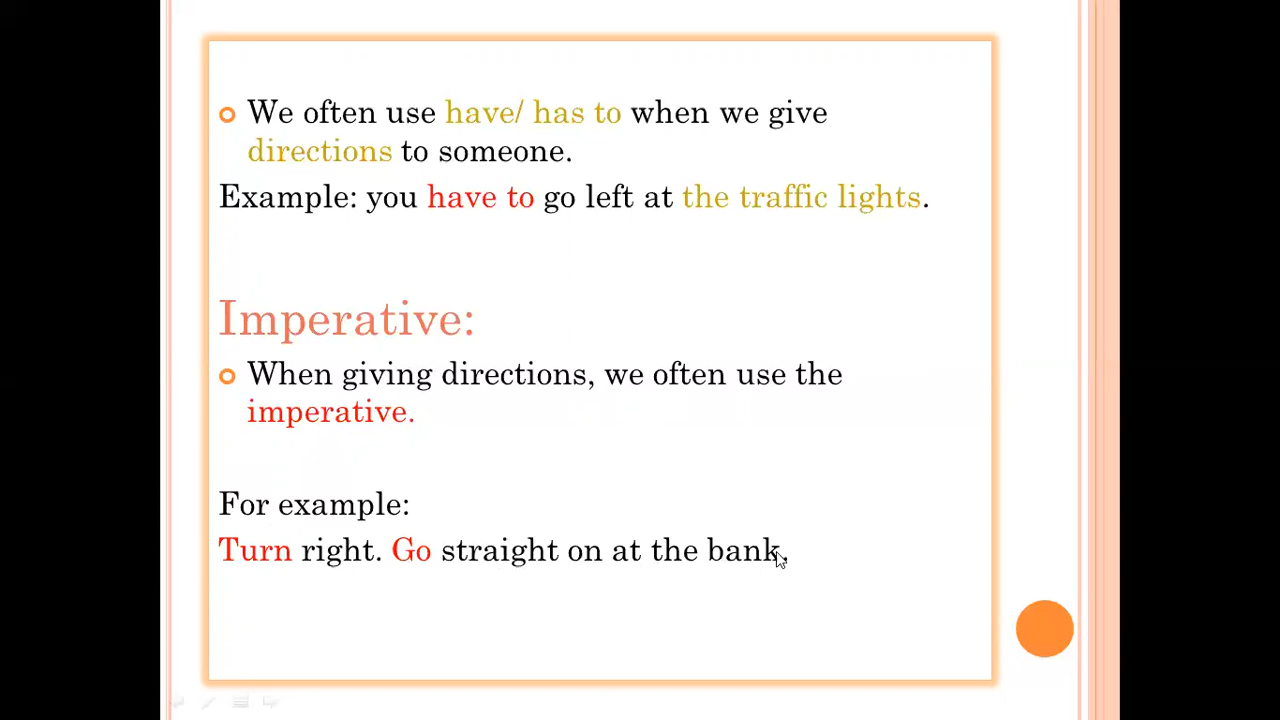 We often use have/ has to when we give
directions to someone.
Example: you have to go left at the traffic lights.
Imperative:
When giving directions, we often use the
imperative.
For example:
Turn right. Go straight on at the bank.